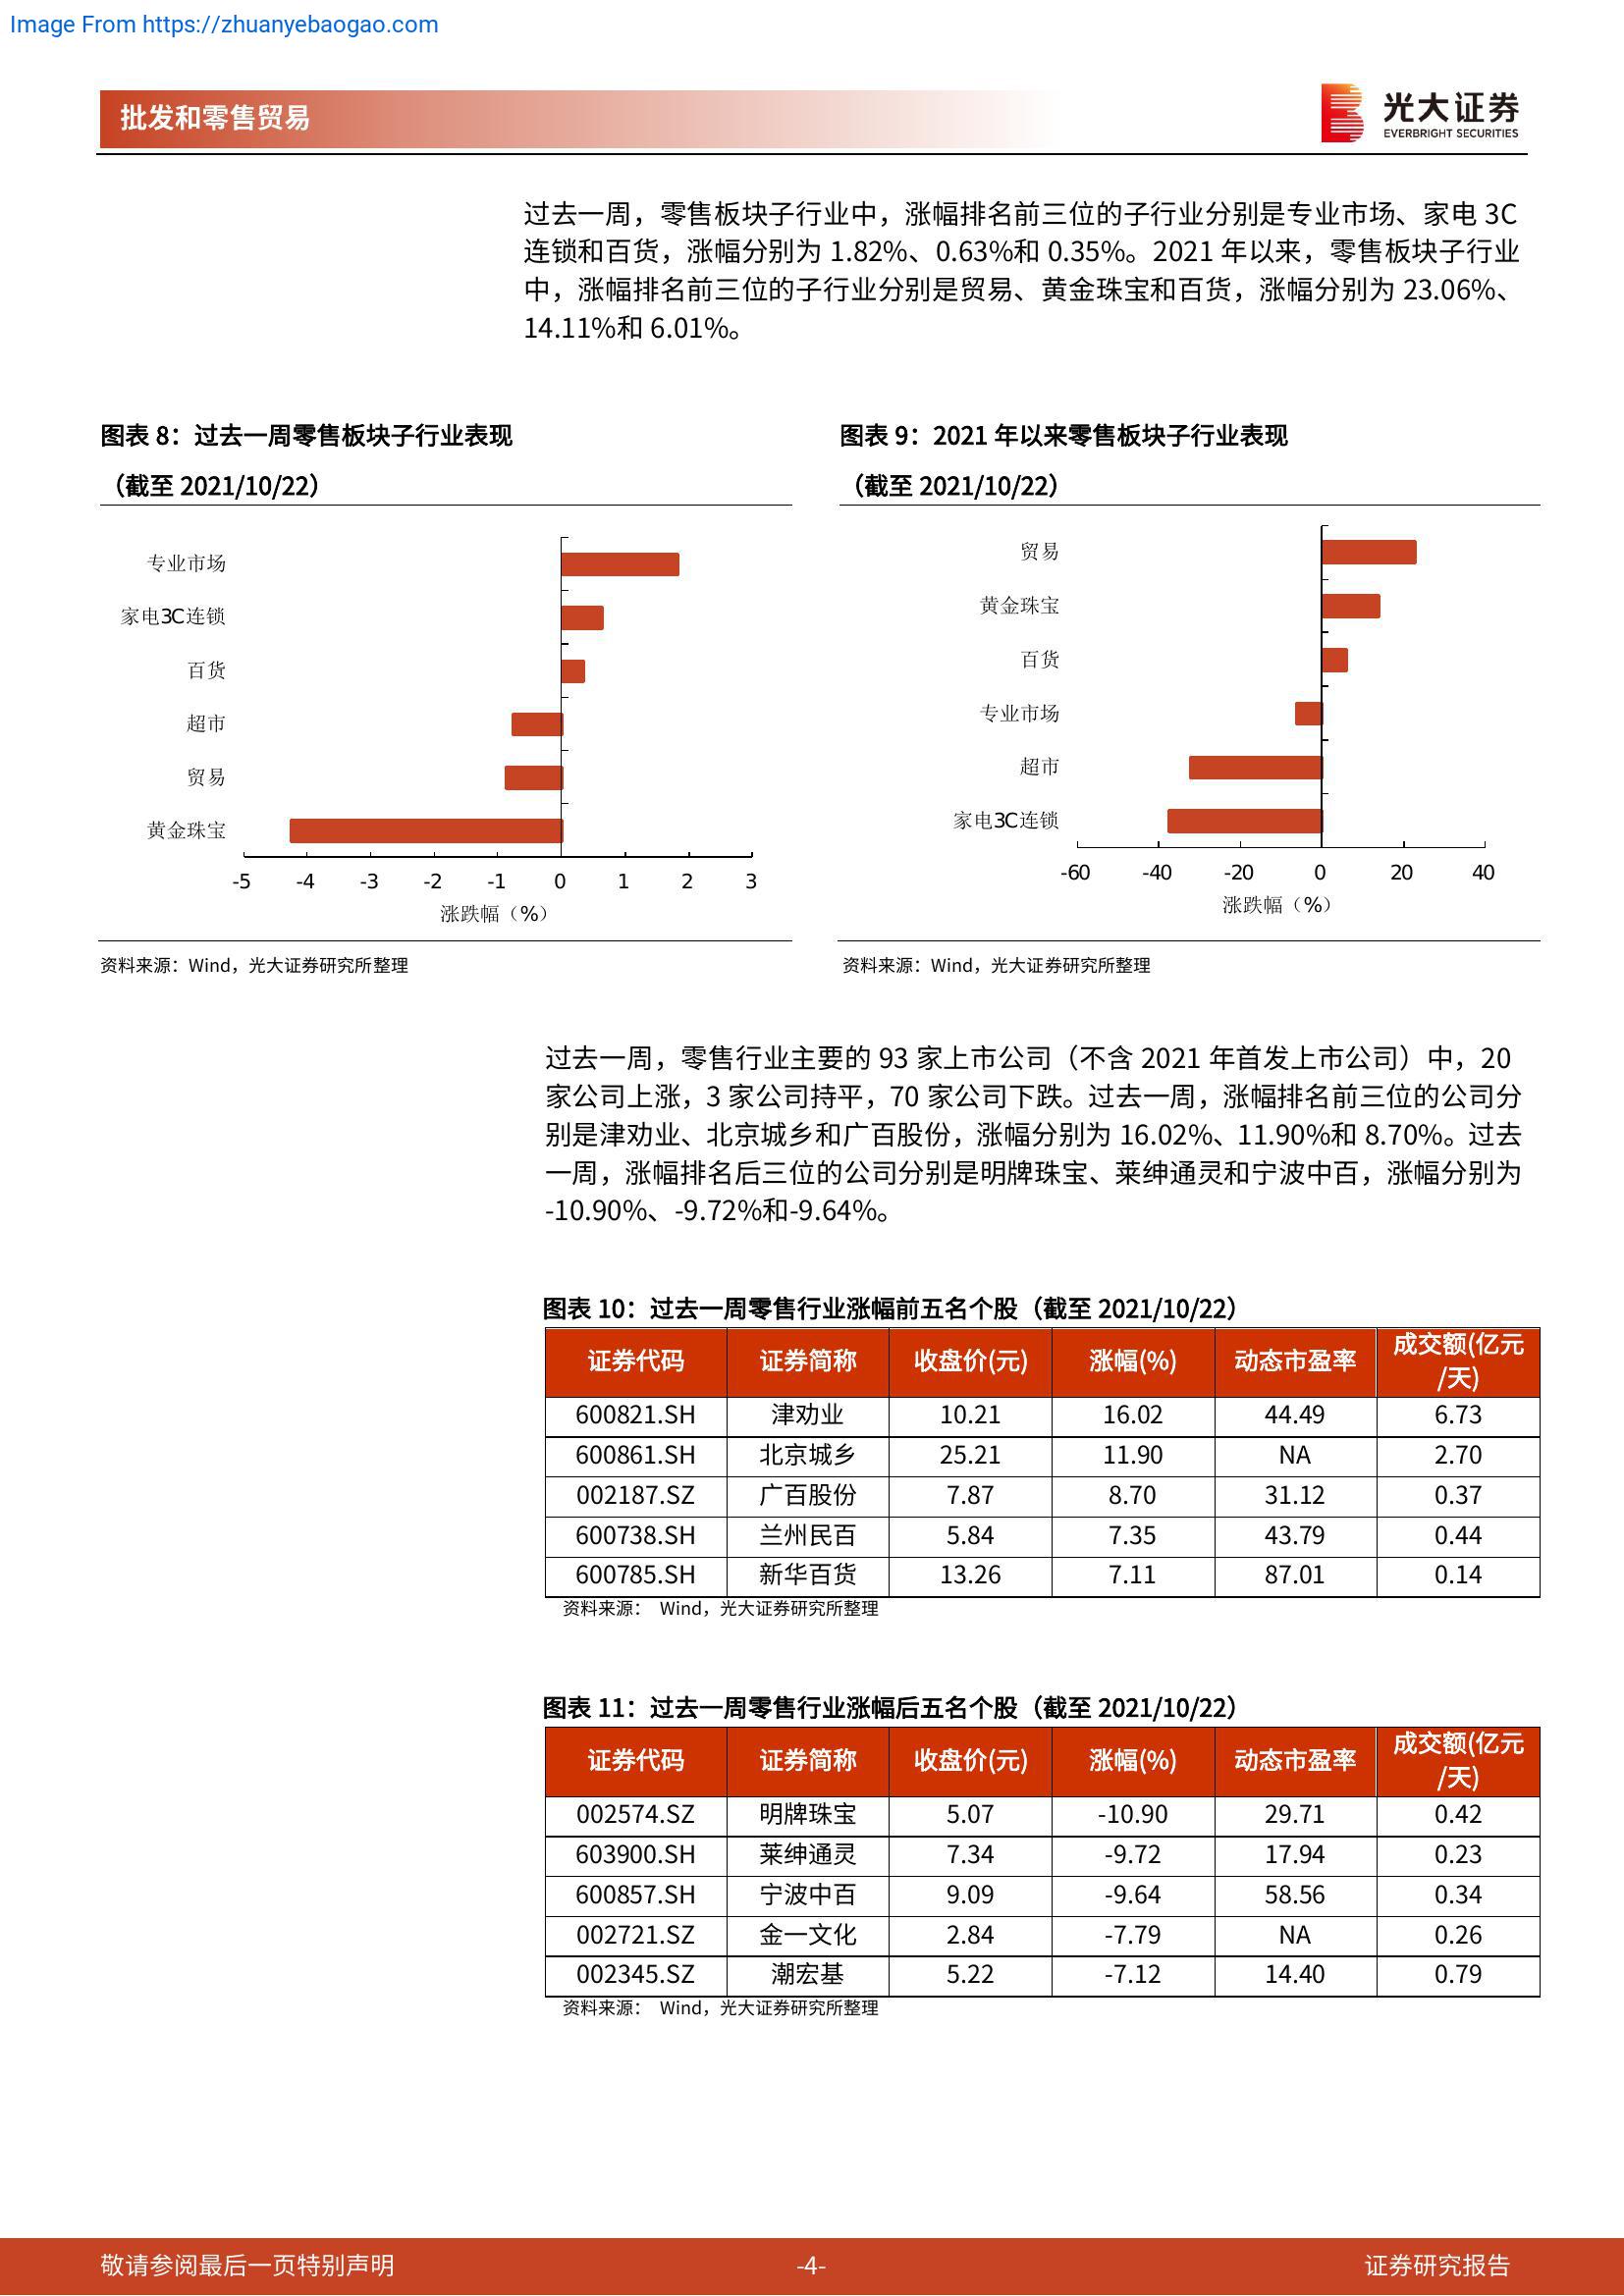 Image From https://zhuanyebaogao.com
批发和零售贸易
光大证券
EVERBRIGHT SECURITIES
过去一周，零售板块子行业中，涨幅排名前三位的子行业分别是专业市场、家电 3C
连锁和百货，涨幅分别为 1.82%、0.63%和 0.35%。2021 年以来，零售板块子行业
中，涨幅排名前三位的子行业分别是贸易、黄金珠宝和百货，涨幅分别为 23.06%、
14.11%和 6.01%。
图表 8：过去一周零售板块子行业表现
（截至 2021/10/22）
专业市场
家电3C连锁
百货
超市
贸易
黄金珠宝
-5 -4 -3 -2 -1 0 1 2 3
涨跌幅（%）
资料来源：Wind，光大证券研究所整理
图表 9：2021 年以来零售板块子行业表现
（截至 2021/10/22）
贸易
黄金珠宝
百货
专业市场
超市
家电3C连锁
-60 -40 -20 0 20 40
涨跌幅（%）
资料来源：Wind，光大证券研究所整理
过去一周，零售行业主要的 93 家上市公司（不含 2021 年首发上市公司）中，20
家公司上涨，3 家公司持平，70 家公司下跌。过去一周，涨幅排名前三位的公司分
别是津劝业、北京城乡和广百股份，涨幅分别为 16.02%、11.90%和 8.70%。过去
一周，涨幅排名后三位的公司分别是明牌珠宝、莱绅通灵和宁波中百，涨幅分别为
-10.90%、-9.72%和-9.64%。
图表 10：过去一周零售行业涨幅前五名个股（截至 2021/10/22）
证券代码 证券简称 收盘价(元) 涨幅(%) 动态市盈率 成交额(亿元
/天)
600821.SH 津劝业 10.21 16.02 44.49 6.73
600861.SH 北京城乡 25.21 11.90 NA 2.70
002187.SZ 广百股份 7.87 8.70 31.12 0.37
600738.SH 兰州民百 5.84 7.35 43.79 0.44
600785.SH 新华百货 13.26 7.11 87.01 0.14
资料来源： Wind，光大证券研究所整理
图表 11：过去一周零售行业涨幅后五名个股（截至 2021/10/22）
证券代码 证券简称 收盘价(元) 涨幅(%) 动态市盈率 成交额(亿元
/天)
002574.SZ 明牌珠宝 5.07 -10.90 29.71 0.42
603900.SH 莱绅通灵 7.34 -9.72 17.94 0.23
600857.SH 宁波中百 9.09 -9.64 58.56 0.34
002721.SZ 金一文化 2.84 -7.79 NA 0.26
002345.SZ 潮宏基 5.22 -7.12 14.40 0.79
资料来源： Wind，光大证券研究所整理
敬请参阅最后一页特别声明 -4- 证券研究报告